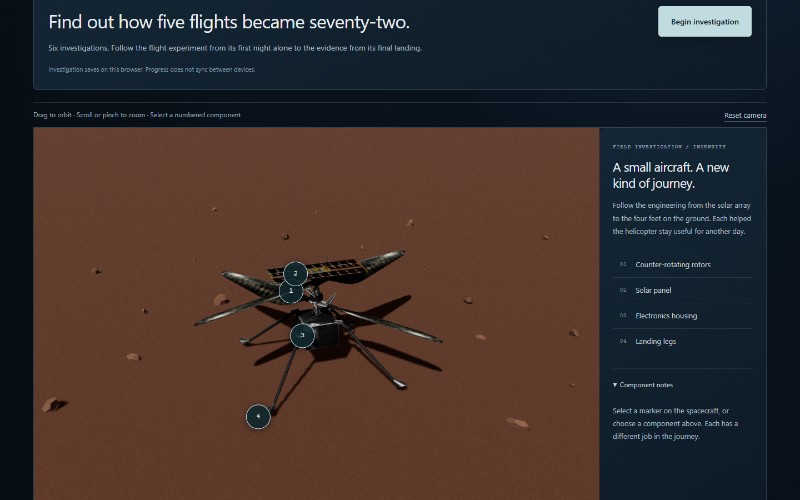 Find out how five flights became seventy-two.
Begin investigation
Six investigations. Follow the flight experiment from its first night alone to the evidence from its final landing.
Investigation saves on this browser. Progress does not sync between devices.
Drag to orbit · Scroll or pinch to zoom · Select a numbered component
Reset camera
2
1
3
4
FIELD INVESTIGATION / INGENUITY
A small aircraft. A new
kind of journey.
Follow the engineering from the solar array
to the four feet on the ground. Each helped
the helicopter stay useful for another day.
01 Counter-rotating rotors
02 Solar panel
03 Electronics housing
04 Landing legs
▼ Component notes
Select a marker on the spacecraft, or
choose a component above. Each has a
different job in the journey.